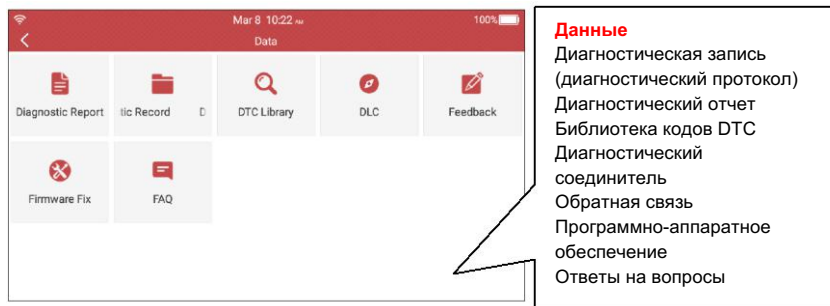 Mar 8 10:22 AM
100%
Data
Diagnostic Report
tic Record D
DTC Library
DLC
Feedback
Firmware Fix
FAQ
Данные
Диагностическая запись
(диагностический протокол)
Диагностический отчет
Библиотека кодов DTC
Диагностический
соединитель
Обратная связь
Программно-аппаратное
обеспечение
Ответы на вопросы